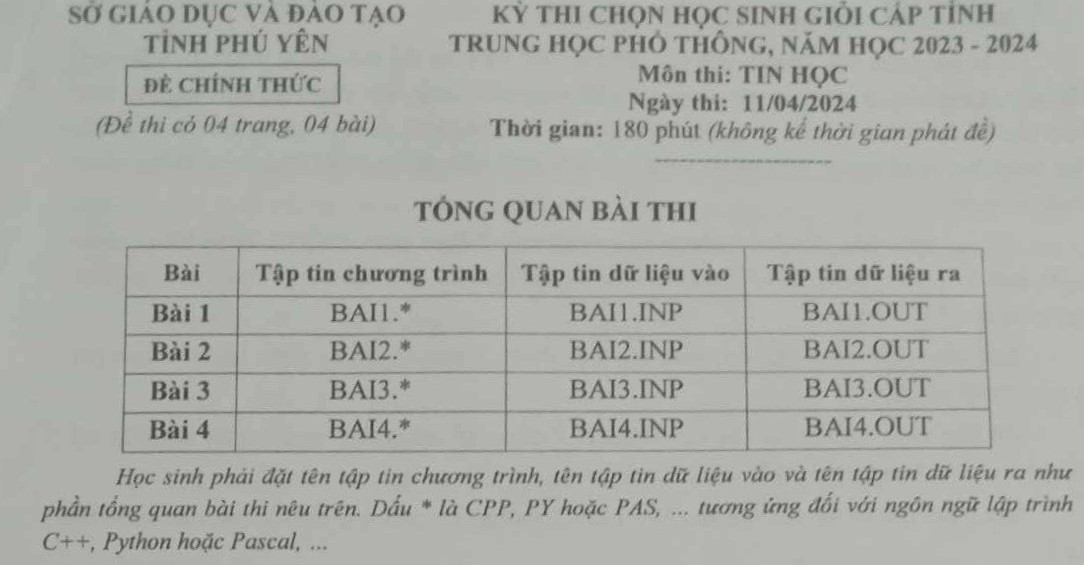 SỞ GIÁO DỤC VÀ ĐÀO TẠO
TỈNH PHÚ YÊN
ĐỀ CHÍNH THỨC
(Đề thi có 04 trang, 04 bài)
KỲ THI CHỌN HỌC SINH GIỎI CẤP TỈNH
TRUNG HỌC PHỔ THÔNG, NĂM HỌC 2023 - 2024
Môn thi: TIN HỌC
Ngày thi: 11/04/2024
Thời gian: 180 phút (không kể thời gian phát đề)
TỔNG QUAN BÀI THI
Bài Tập tin chương trình Tập tin dữ liệu vào Tập tin dữ liệu ra
Bài 1 BAI1.* BAI1.INP BAI1.OUT
Bài 2 BAI2.* BAI2.INP BAI2.OUT
Bài 3 BAI3.* BAI3.INP BAI3.OUT
Bài 4 BAI4.* BAI4.INP BAI4.OUT
Học sinh phải đặt tên tập tin chương trình, tên tập tin dữ liệu vào và tên tập tin dữ liệu ra như
phần tổng quan bài thi nêu trên. Dấu * là CPP, PY hoặc PAS, ... tương ứng đối với ngôn ngữ lập trình
C++, Python hoặc Pascal, ...